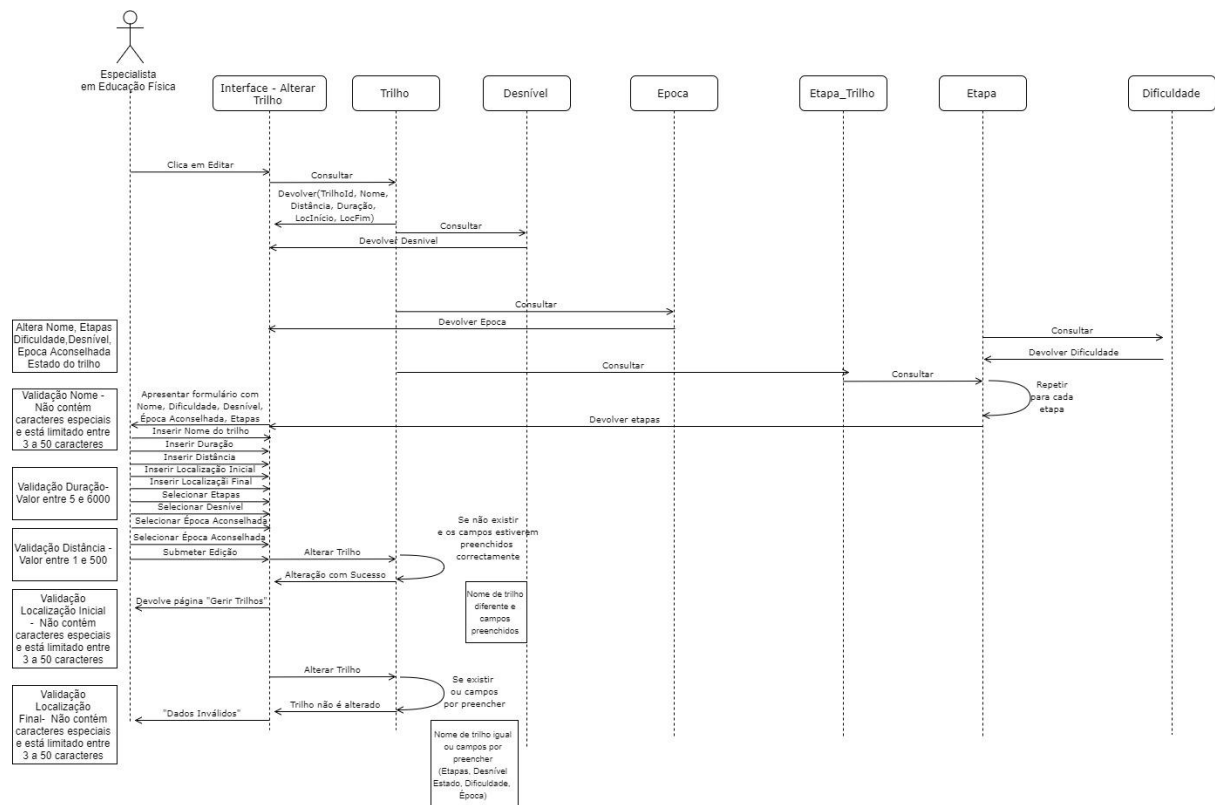 Especialista
em Educação Física
Interface - Alterar
Trilho
Trilho
Desnível
Epoca
Etapa_Trilho
Etapa
Dificuldade
Clica em Editar
Consultar
Devolver(TrilhoId, Nome,
Distância, Duração,
LocInício, LocFim)
Consultar
Devolver Desnivel
Consultar
Devolver Epoca
Altera Nome, Etapas
Dificuldade,Desnível,
Epoca Aconselhada
Estado do trilho
Consultar
Devolver Dificuldade
Consultar
Consultar
Repetir
para cada
etapa
Validação Nome -
Não contém
caracteres especiais
e está limitado entre
3 a 50 caracteres
Apresentar formulário com
Nome, Dificuldade, Desnível,
Época Aconselhada, Etapas
Devolver etapas
Inserir Nome do trilho
Inserir Duração
Inserir Distância
Inserir Localização Inicial
Inserir Localizaçãi Final
Selecionar Etapas
Selecionar Desnível
Selecionar Época Aconselhada
Selecionar Época Aconselhada
Submeter Edição
Validação Duração-
Valor entre 5 e 6000
Validação Distância -
Valor entre 1 e 500
Alterar Trilho
Se não existir
e os campos estiverem
preenchidos
correctamente
Alteração com Sucesso
Devolve página "Gerir Trilhos"
Nome de trilho
diferente e
campos
preenchidos
Validação
Localização Inicial
- Não contém
caracteres especiais
e está limitado entre
3 a 50 caracteres
Alterar Trilho
Se existir
ou campos
por preencher
Trilho não é alterado
"Dados Inválidos"
Validação
Localização
Final- Não contém
caracteres especiais
e está limitado entre
3 a 50 caracteres
Nome de trilho igual
ou campos por
preencher
(Etapas, Desnível
Estado, Dificuldade,
Época)